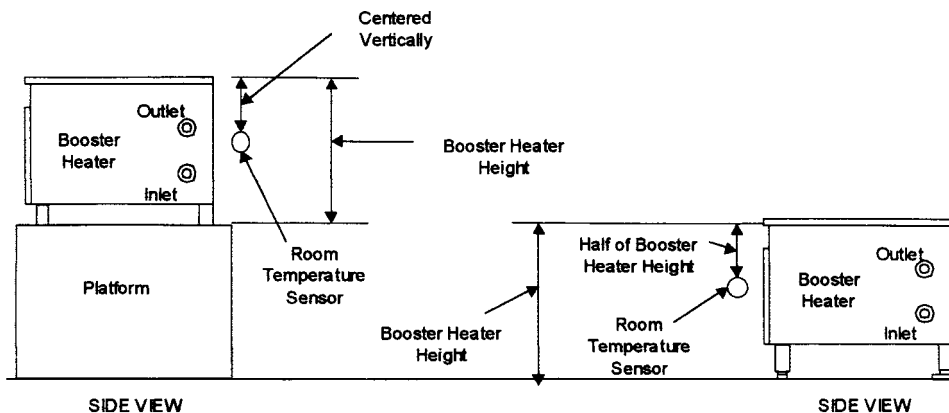 Centered
Vertically
Outlet
Booster
Heater
Inlet
Booster Heater
Height
Room
Temperature
Sensor
Platform
Half of Booster
Heater Height
Booster Heater
Height
Room
Temperature
Sensor
Outlet
Booster
Heater
Inlet
SIDE VIEW
SIDE VIEW